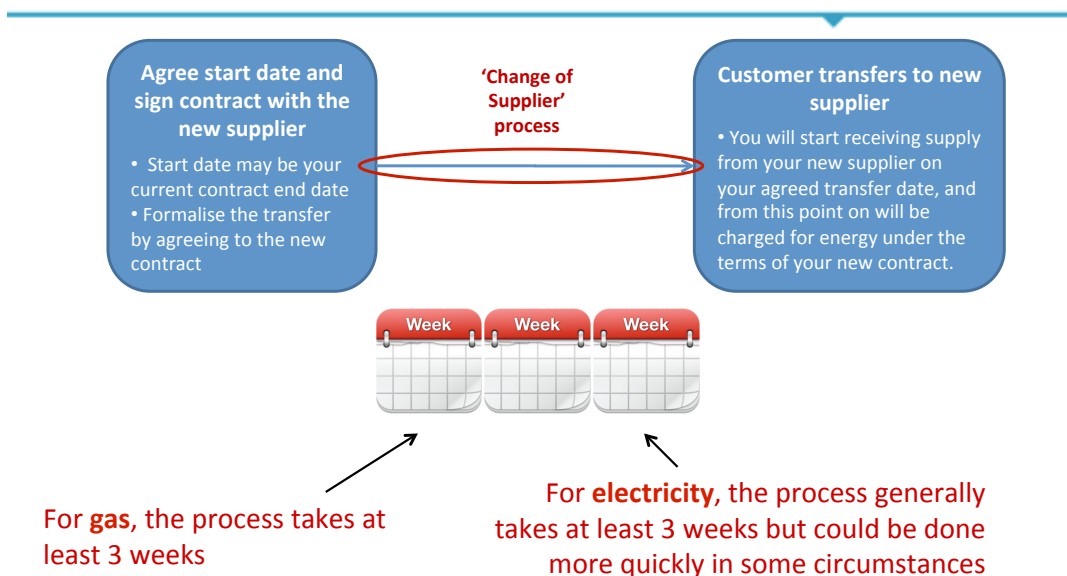 Agree start date and
sign contract with the
new supplier
• Start date may be your
current contract end date
• Formalise the transfer
by agreeing to the new
contract
‘Change of
Supplier’
process
Customer transfers to new
supplier
• You will start receiving supply
from your new supplier on
your agreed transfer date, and
from this point on will be
charged for energy under the
terms of your new contract.
Week
Week
Week
For gas, the process takes at
least 3 weeks
For electricity, the process generally
takes at least 3 weeks but could be done
more quickly in some circumstances